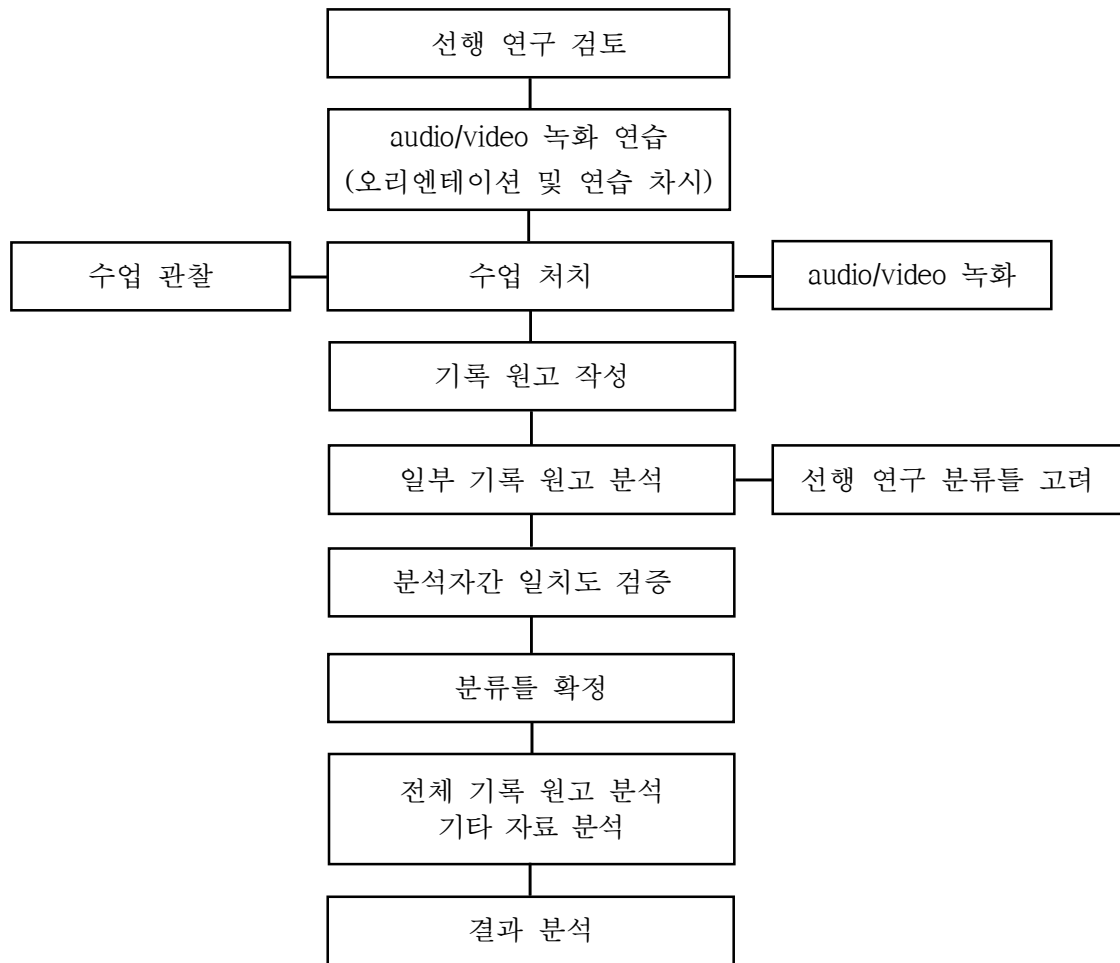 선행 연구 검토
audio/video 녹화 연습
(오리엔테이션 및 연습 차시)
수업 관찰
수업 처치
audio/video 녹화
기록 원고 작성
일부 기록 원고 분석
선행 연구 분류틀 고려
분석자간 일치도 검증
분류틀 확정
전체 기록 원고 분석
기타 자료 분석
결과 분석